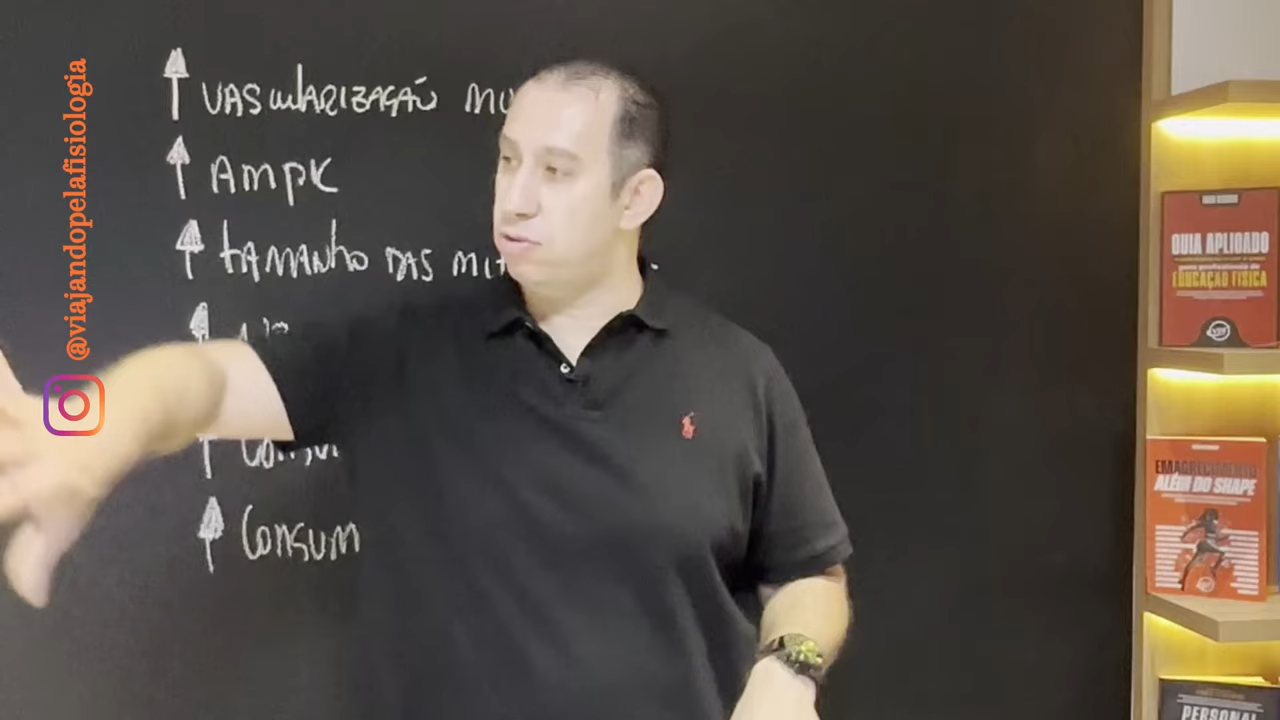 @viajandopelafisiologia
VASCULARIZAÇÃO MU
AMPK
TAMANHO DAS MIT
CONSUM
GUIA APLICADO
EDUCAÇÃO FÍSICA
EMAGRECIMENTO
ALÉM DO SHAPE
PERSONAL